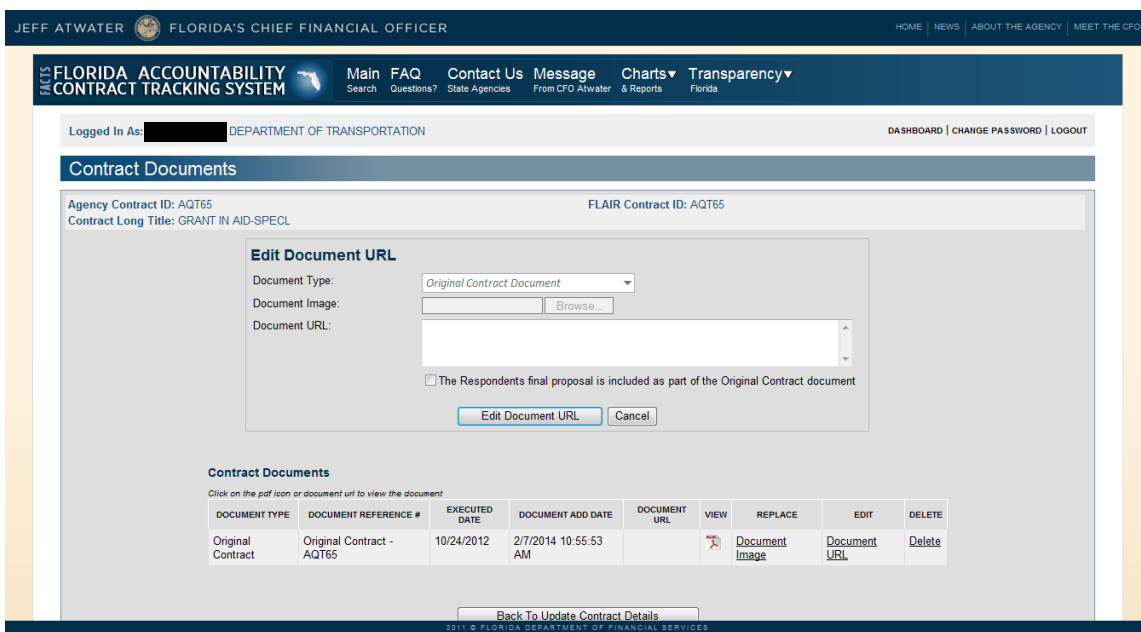 JEFF ATWATER FLORIDA'S CHIEF FINANCIAL OFFICER HOME | NEWS | ABOUT THE AGENCY | MEET THE CFO
FACTS FLORIDA ACCOUNTABILITY CONTRACT TRACKING SYSTEM
Main FAQ Contact Us Message Charts▾ Transparency▾
Search Questions? State Agencies From CFO Atwater & Reports Florida
Logged In As: DEPARTMENT OF TRANSPORTATION DASHBOARD | CHANGE PASSWORD | LOGOUT
Contract Documents
Agency Contract ID: AQT65 FLAIR Contract ID: AQT65
Contract Long Title: GRANT IN AID-SPECL
Edit Document URL
Document Type: Original Contract Document
Document Image: Browse...
Document URL:
The Respondents final proposal is included as part of the Original Contract document
Edit Document URL Cancel
Contract Documents
Click on the pdf icon or document url to view the document
DOCUMENT TYPE DOCUMENT REFERENCE # EXECUTED DATE DOCUMENT ADD DATE DOCUMENT URL VIEW REPLACE EDIT DELETE
Original Contract Original Contract - AQT65 10/24/2012 2/7/2014 10:55:53 AM Document Image Document URL Delete
Back To Update Contract Details
2011 © FLORIDA DEPARTMENT OF FINANCIAL SERVICES